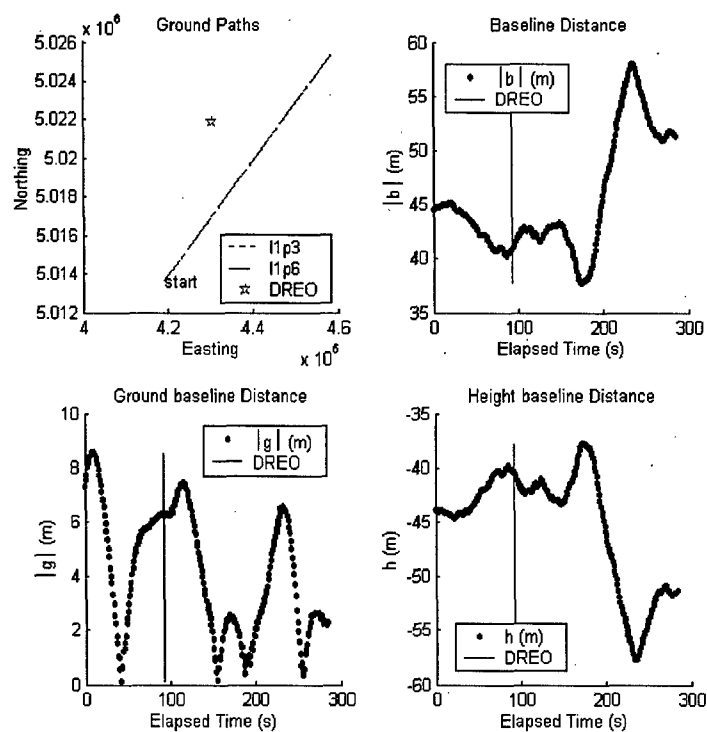 x 10⁶
Ground Paths
5.026
5.024
5.022
5.02
5.018
5.016
5.014
5.012
Northing
l1p3
l1p6
DREO
start
4
4.2
4.4
4.6
Easting
x 10⁶
Baseline Distance
60
55
50
45
40
35
|b| (m)
|b| (m)
DREO
0
100
200
300
Elapsed Time (s)
Ground baseline Distance
10
8
6
4
2
0
|g| (m)
|g| (m)
DREO
0
100
200
300
Elapsed Time (s)
Height baseline Distance
-35
-40
-45
-50
-55
-60
h (m)
h (m)
DREO
0
100
200
300
Elapsed Time (s)